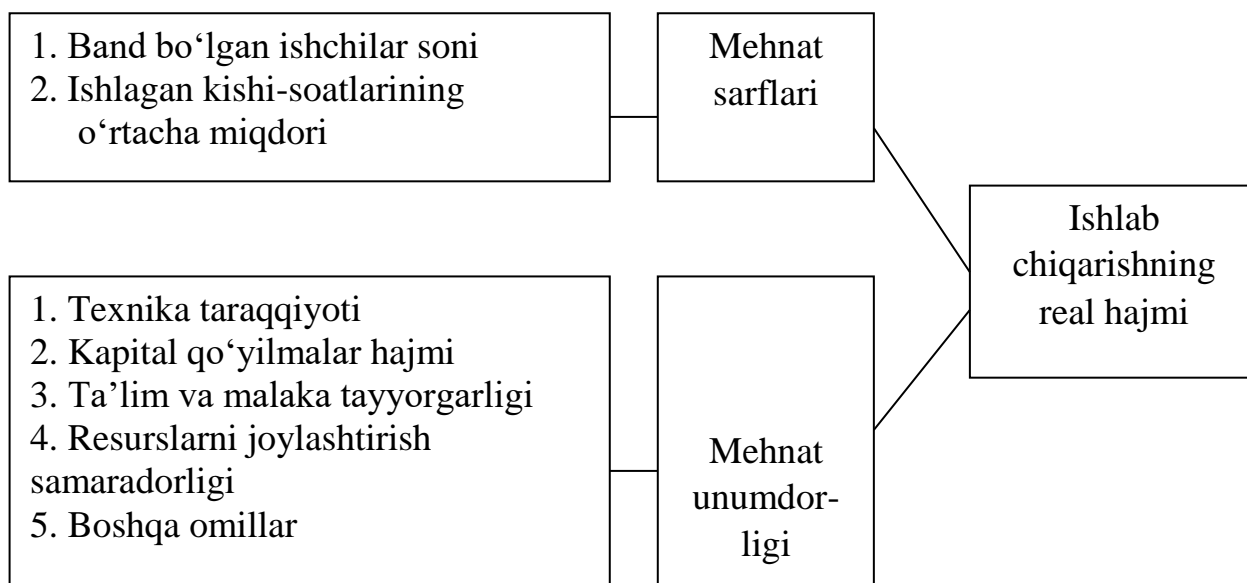 1. Band bo‘lgan ishchilar soni
2. Ishlagan kishi-soatlarining
o‘rtacha miqdori
Mehnat
sarflari
Ishlab
chiqarishning
real hajmi
1. Texnika taraqqiyoti
2. Kapital qo‘yilmalar hajmi
3. Ta’lim va malaka tayyorgarligi
4. Resurslarni joylashtirish
samaradorligi
5. Boshqa omillar
Mehnat
unumdor-
ligi